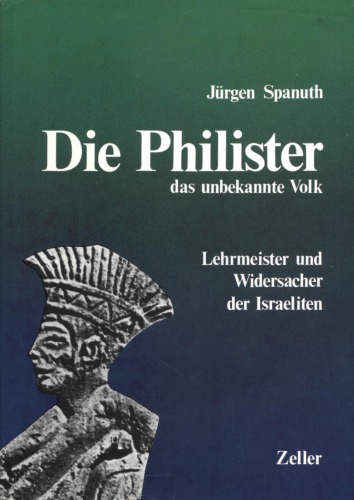 Jürgen Spanuth
Die Philister
das unbekannte Volk
Lehrmeister und
Widersacher
der Israeliten
Zeller